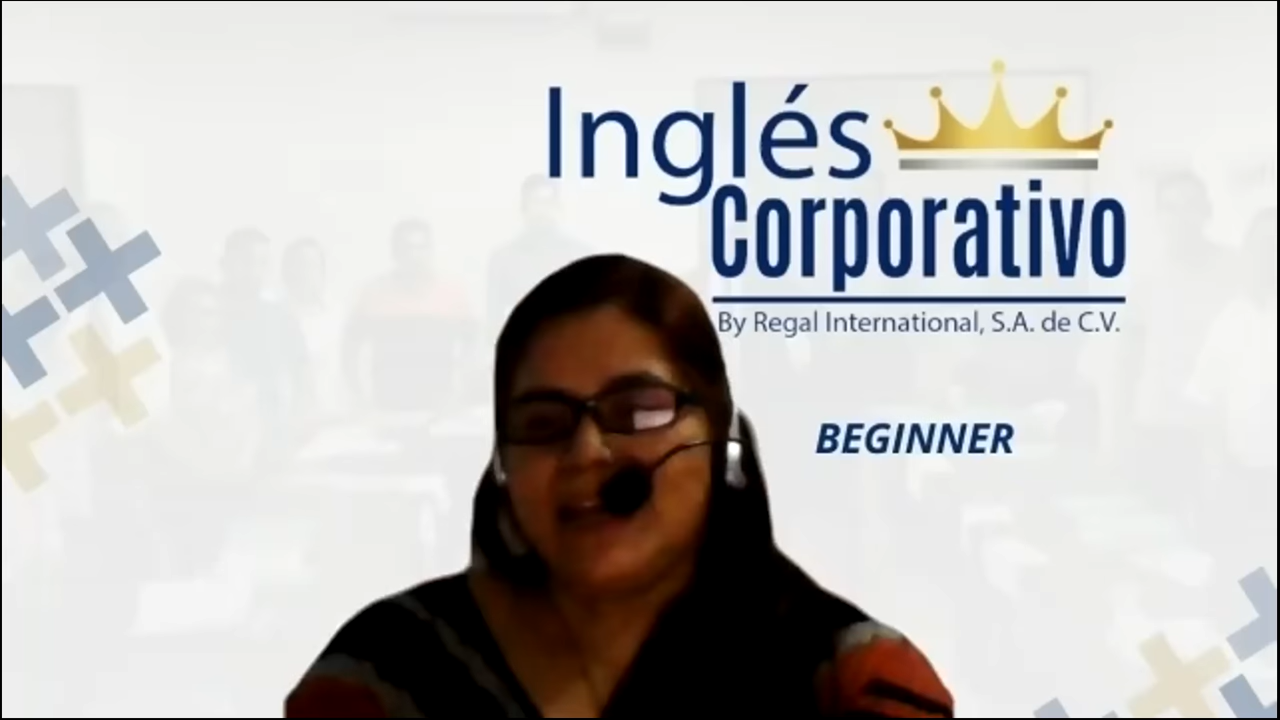 Inglés
Corporativo
By Regal International, S.A. de C.V.
BEGINNER